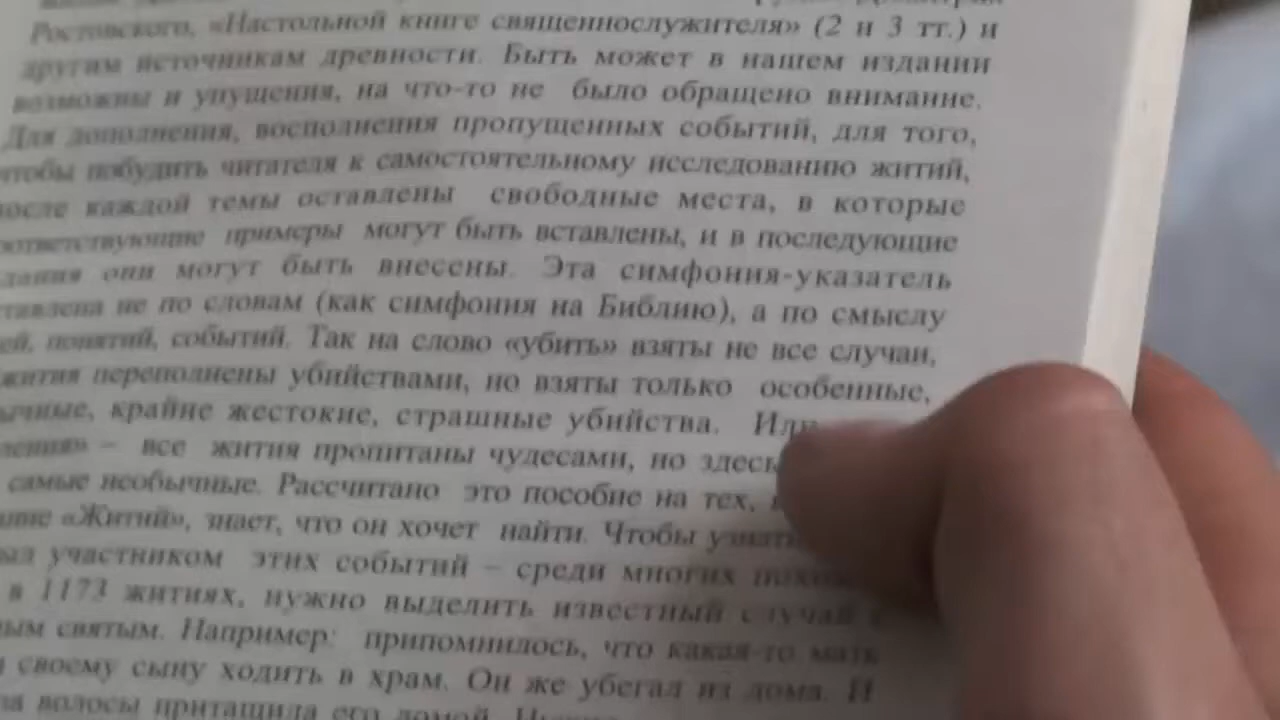 Ростовского, «Настольной книге священнослужителя» (2 и 3 тт.) и
другим источникам древности. Быть может в нашем издании
возможны и упущения, на что-то не было обращено внимание.
Для дополнения, восполнения пропущенных событий, для того,
чтобы побудить читателя к самостоятельному исследованию житий,
после каждой темы оставлены свободные места, в которые
примеры могут быть вставлены, и в последующие
они могут быть внесены. Эта симфония-указатель
не по словам (как симфония на Библию), а по смыслу
понятий, событий. Так на слово «убить» взяты не все случаи,
жития переполнены убийствами, но взяты только особенные,
крайне жестокие, страшные убийства. Или
– все жития пропитаны чудесами, но здесь
самые необычные. Рассчитано это пособие на тех,
«Житий», знает, что он хочет найти. Чтобы узнать
участником этих событий – среди многих
в 1173 житиях, нужно выделить известный случай с
святым. Например: припомнилось, что какая-то мать
своему сыну ходить в храм. Он же убегал из дома. И
волосы притащила его домой.